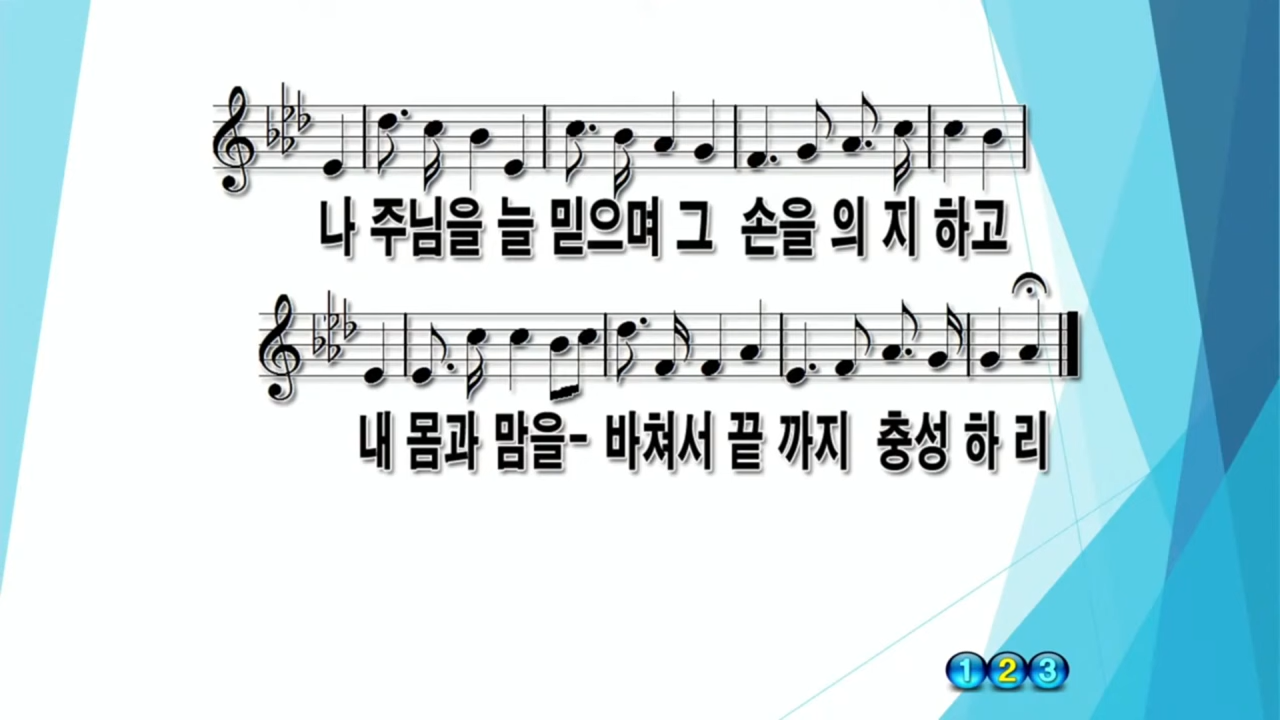 나 주님을 늘 믿으며 그 손을 의 지 하고
내 몸과 맘을- 바쳐서 끝 까지 충성 하 리
1 2 3